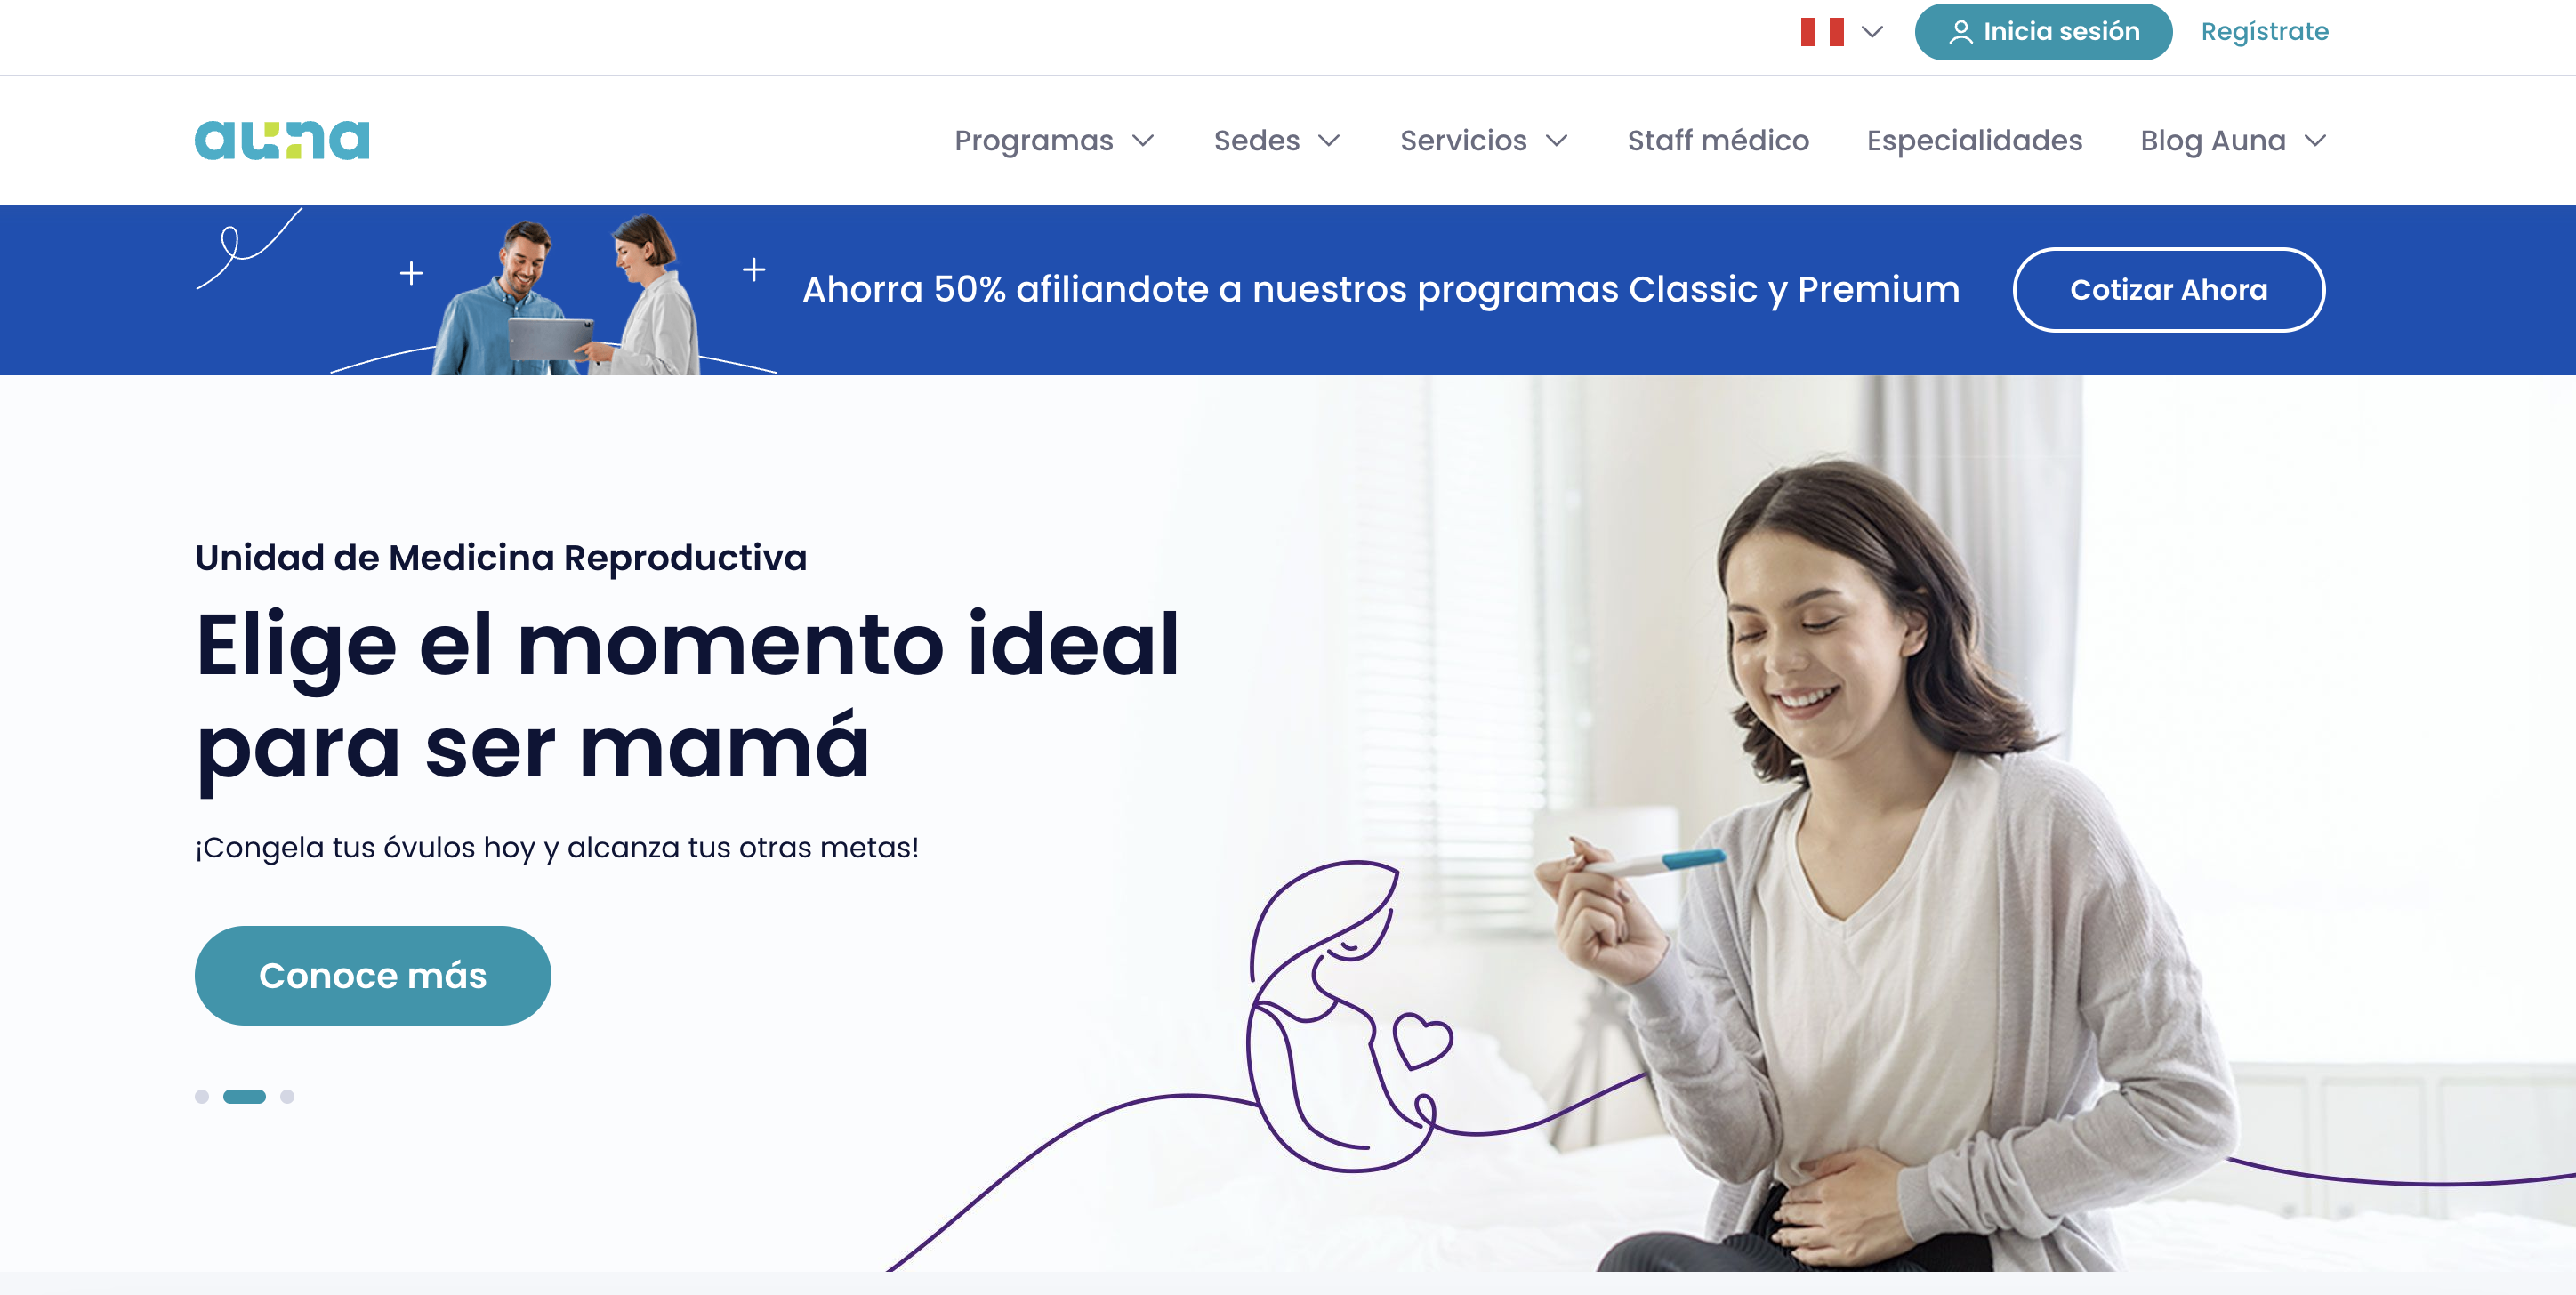 Inicia sesión
Regístrate
auna
Programas
Sedes
Servicios
Staff médico
Especialidades
Blog Auna
Ahorra 50% afiliandote a nuestros programas Classic y Premium
Cotizar Ahora
Unidad de Medicina Reproductiva
Elige el momento ideal
para ser mamá
¡Congela tus óvulos hoy y alcanza tus otras metas!
Conoce más